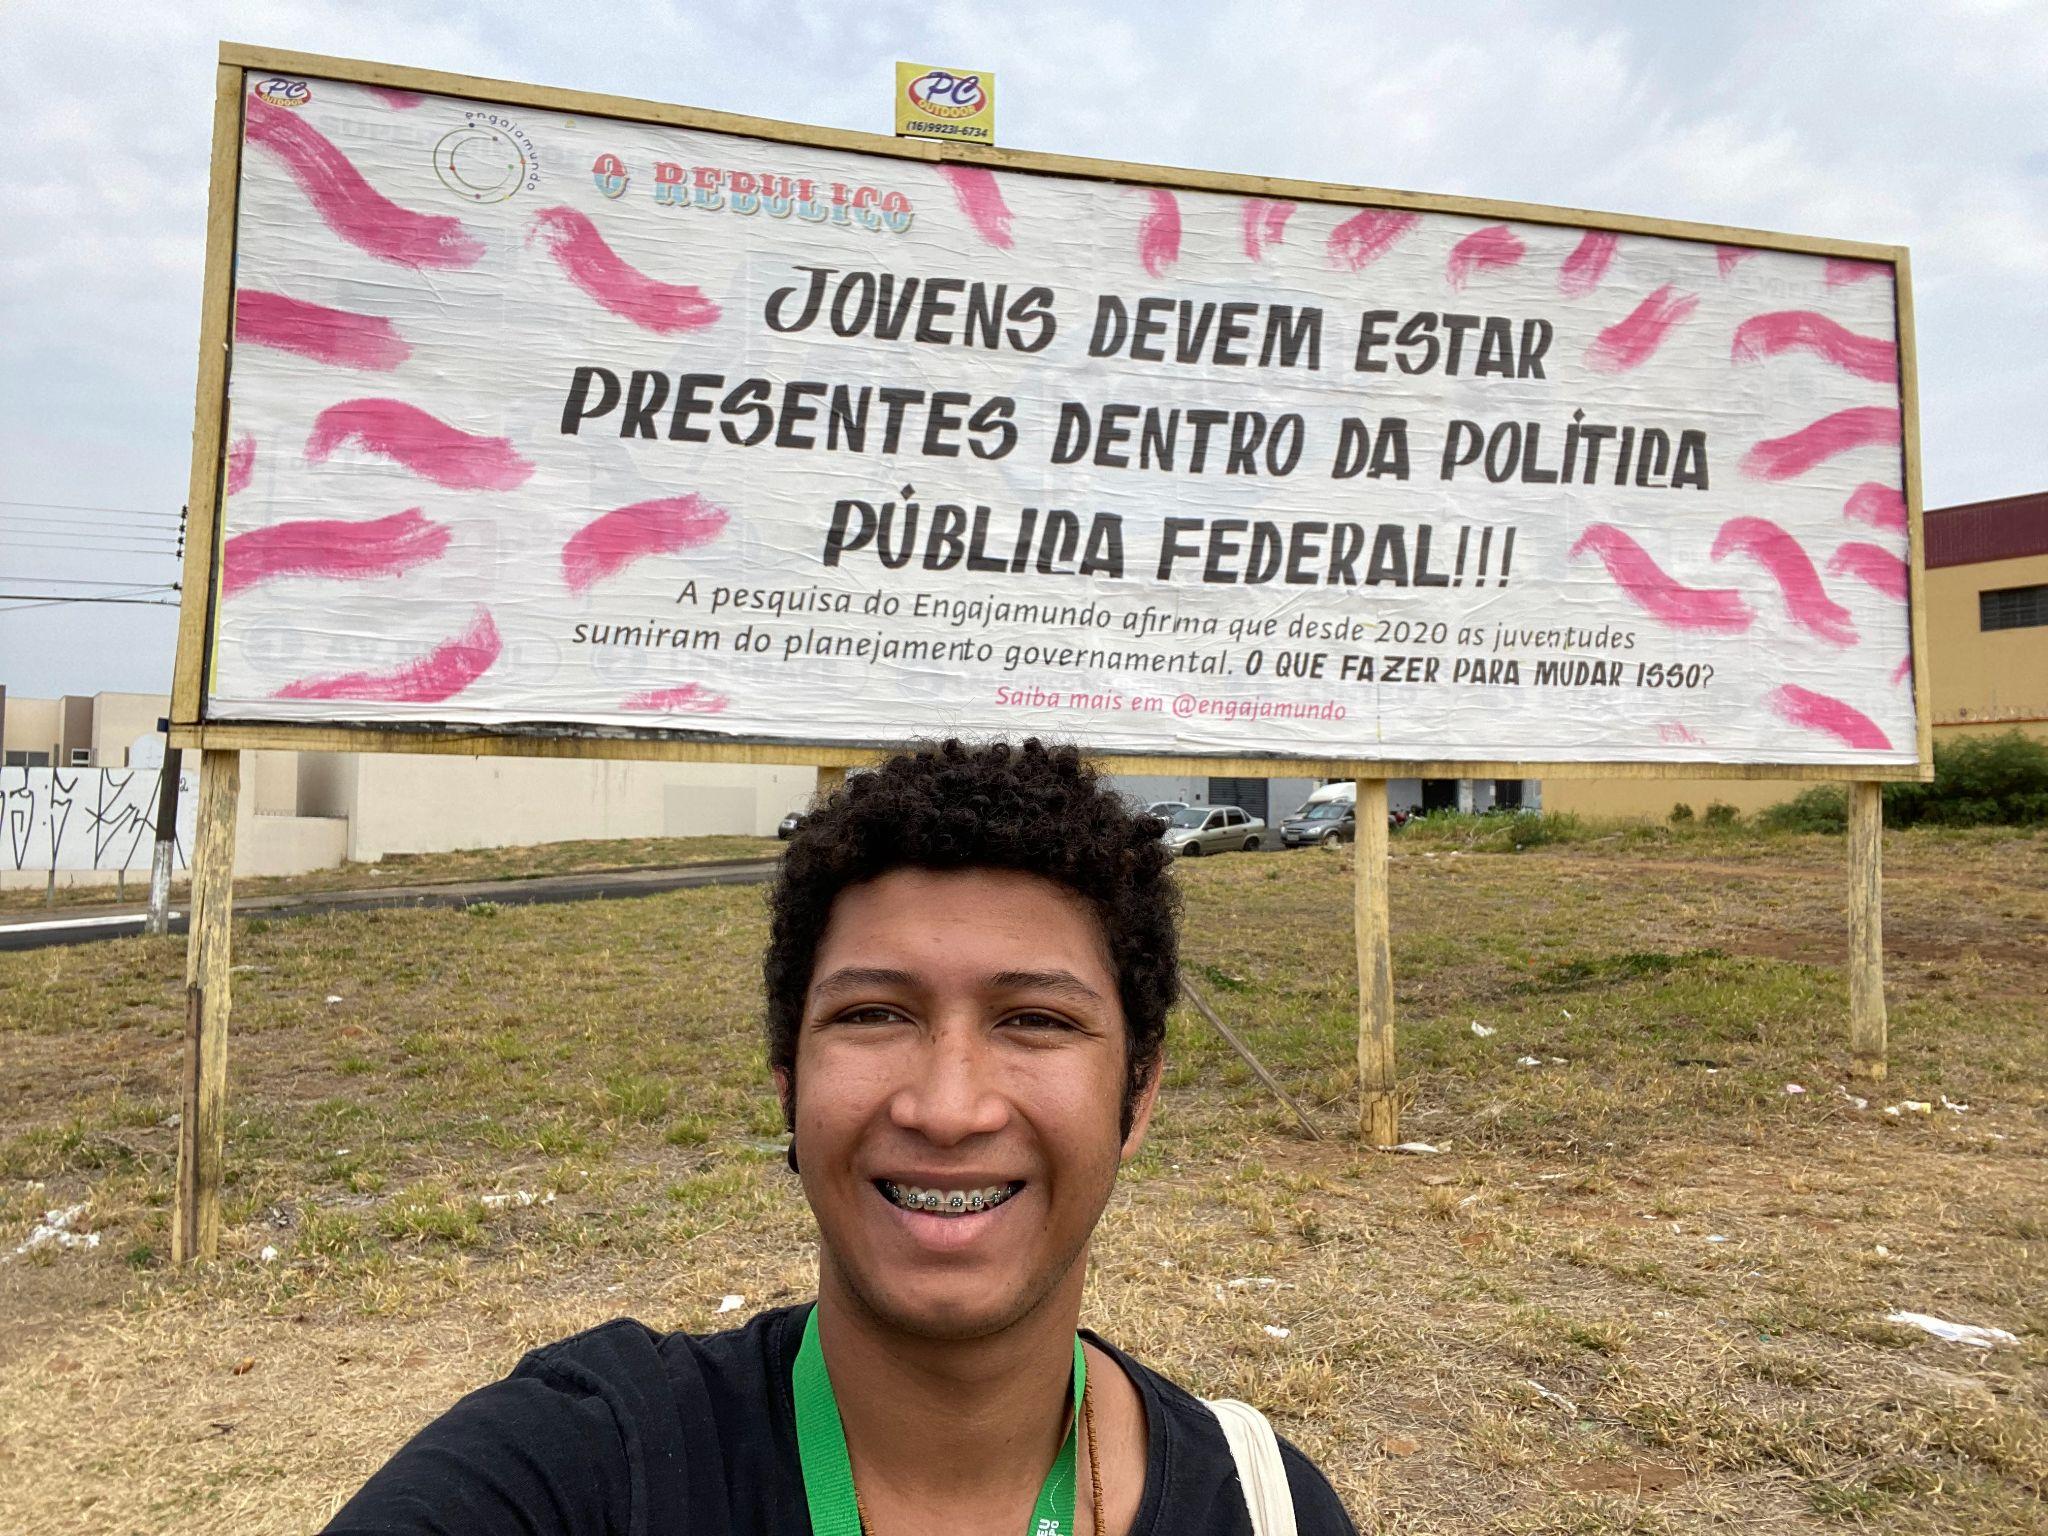 PC
OUTDOOR
(16)99231-6734
PC
OUTDOOR
engajamundo
O REBULIÇO
JOVENS DEVEM ESTAR
PRESENTES DENTRO DA POLÍTICA
PÚBLICA FEDERAL!!!
A pesquisa do Engajamundo afirma que desde 2020 as juventudes
sumiram do planejamento governamental. O QUE FAZER PARA MUDAR ISSO?
Saiba mais em @engajamundo